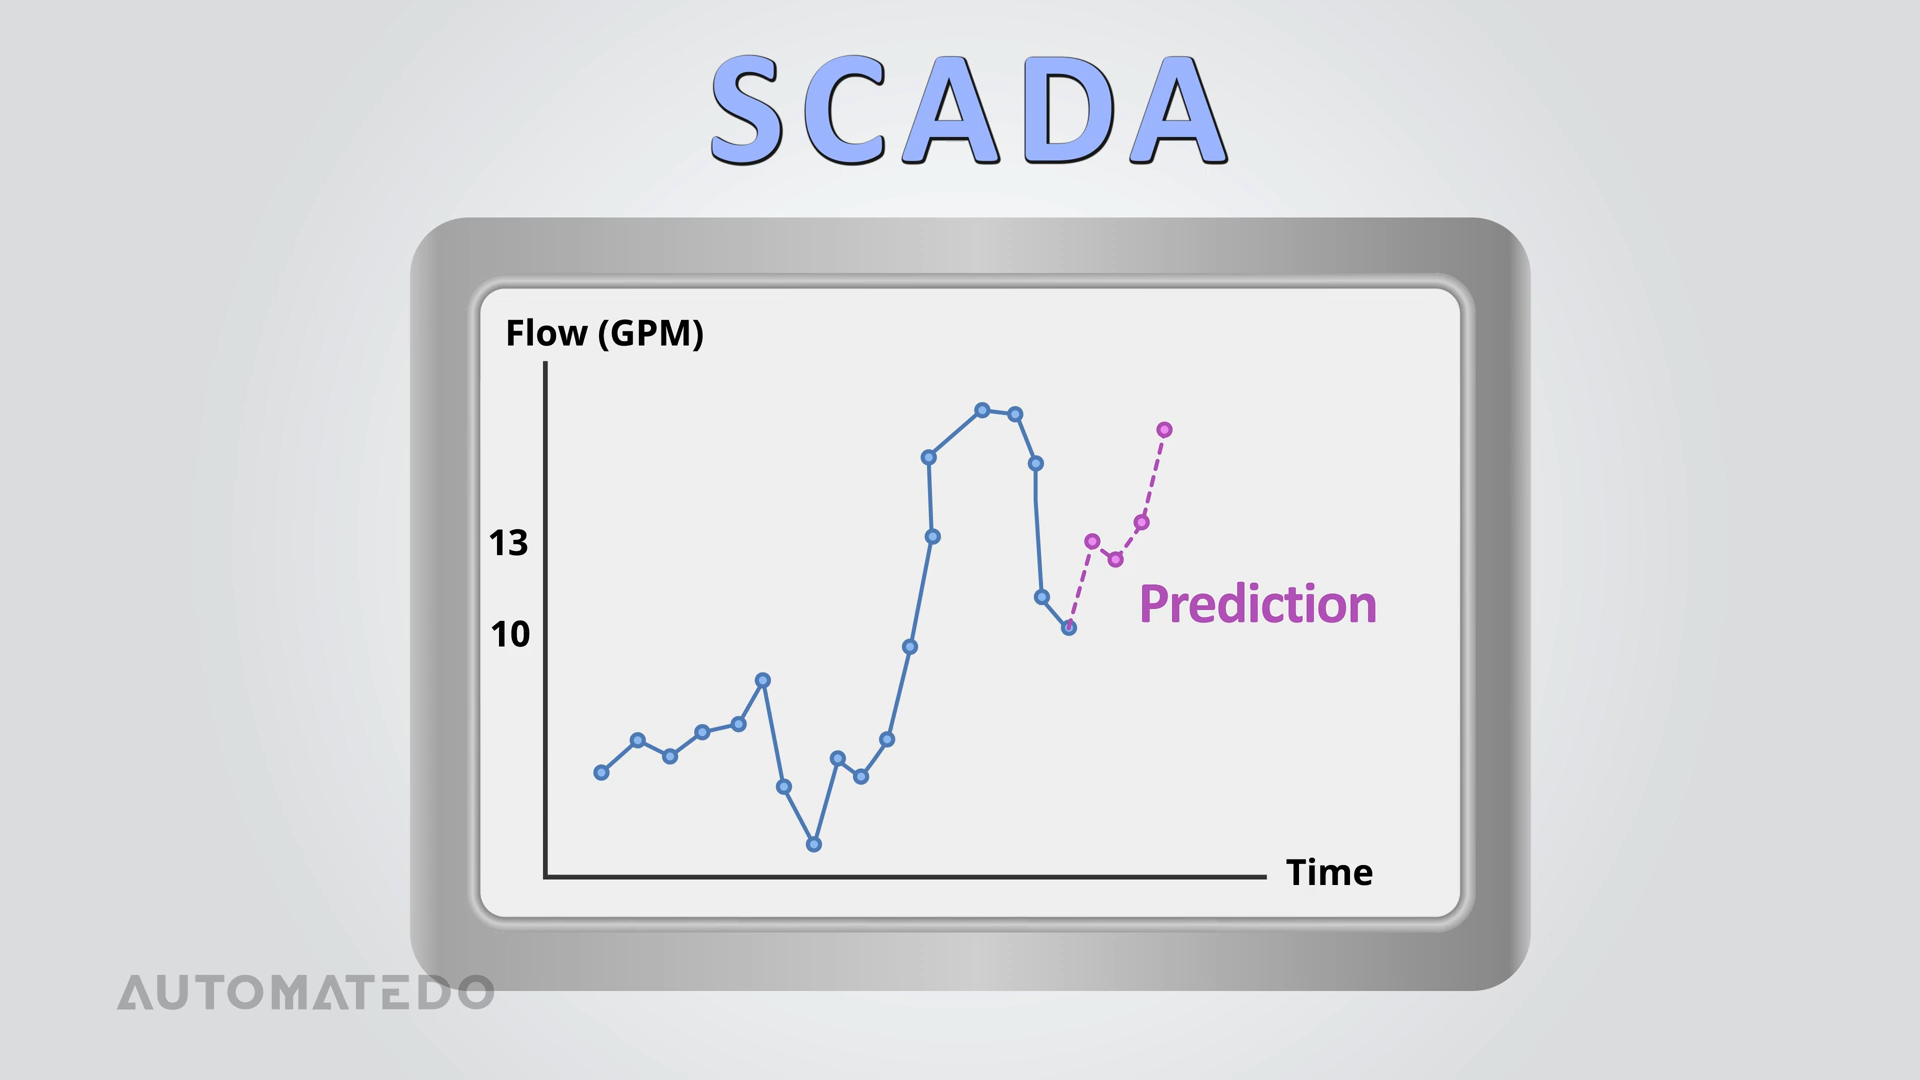 SCADA
Flow (GPM)
13
10
Prediction
Time
AUTOMATEDO